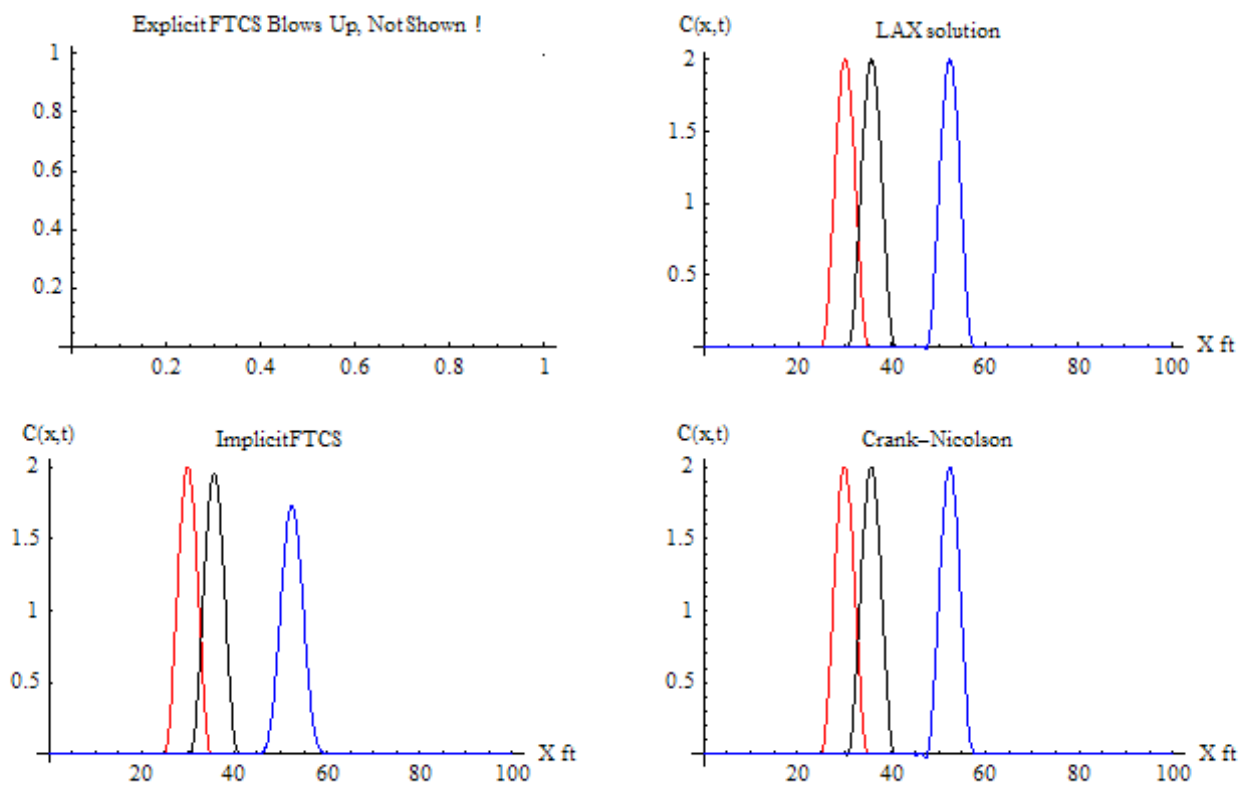 Explicit FTCS Blows Up, Not Shown !
1
0.8
0.6
0.4
0.2
0.2 0.4 0.6 0.8 1
C(x,t)
LAX solution
2
1.5
1
0.5
20 40 60 80 100
X ft
C(x,t)
Implicit FTCS
2
1.5
1
0.5
20 40 60 80 100
X ft
C(x,t)
Crank–Nicolson
2
1.5
1
0.5
20 40 60 80 100
X ft